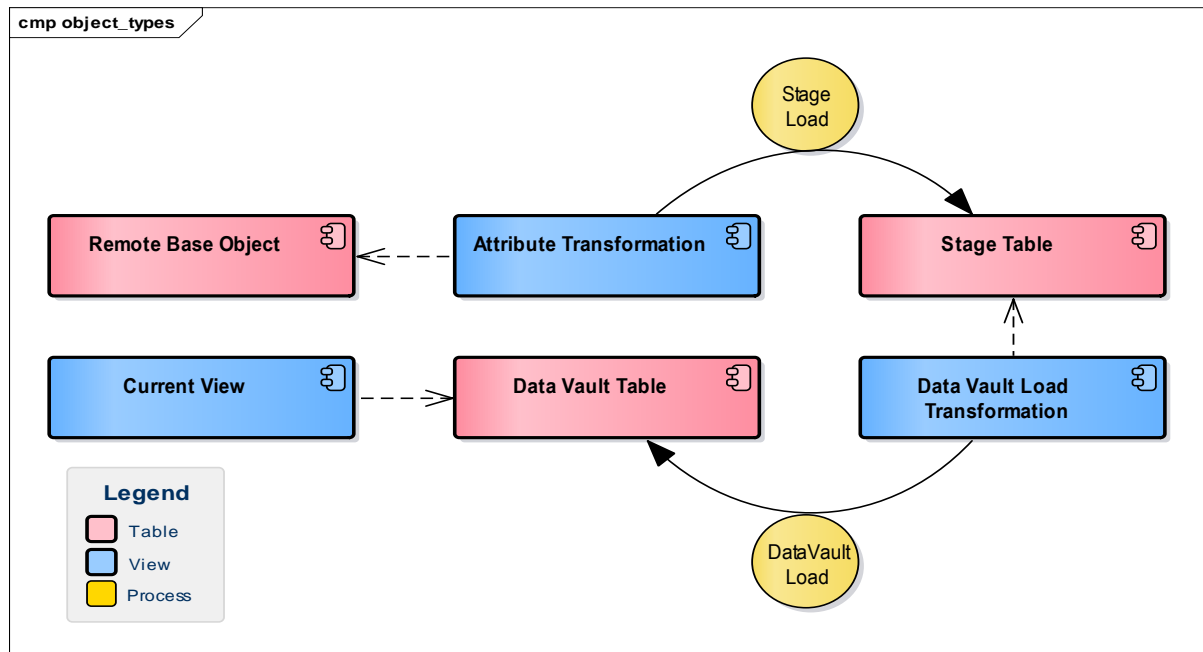 cmp object_types
Stage
Load
Remote Base Object
Attribute Transformation
Stage Table
Current View
Data Vault Table
Data Vault Load
Transformation
Legend
Table
View
Process
DataVault
Load